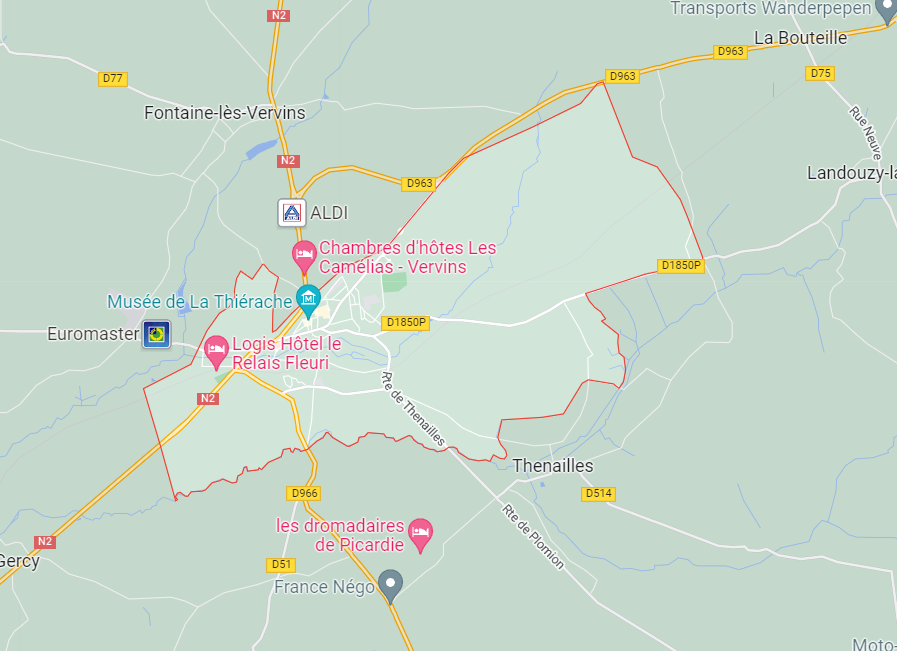 N2
Transports Wanderpepen
La Bouteille
D963
D963
D75
D77
Fontaine-lès-Vervins
Rue Neuve
N2
D963
Landouzy-la
ALDI
Chambres d'hôtes Les
Camélias - Vervins
D1850P
Musée de La Thiérache
D1850P
Euromaster
Logis Hôtel le
Relais Fleuri
N2
Rte de Thenailles
Thenailles
D966
D514
les dromadaires
de Picardie
Rte de Plomion
N2
Gercy
D51
France Négo
Moto-